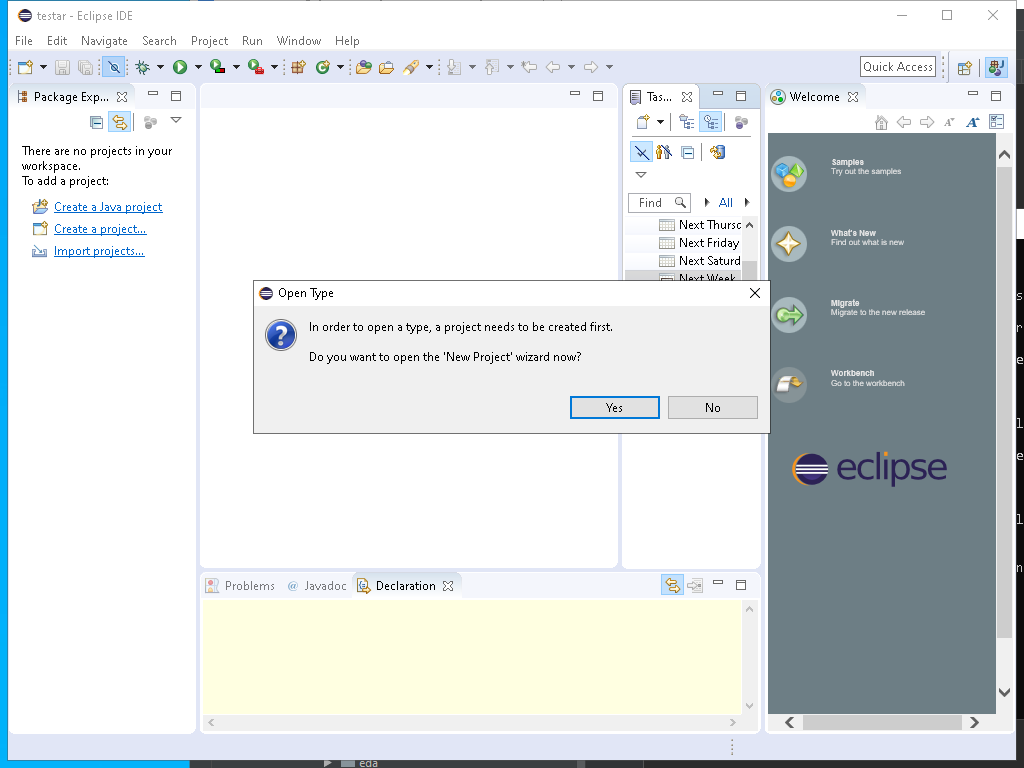 testar - Eclipse IDE
File Edit Navigate Search Project Run Window Help
Quick Access
Package Exp...
There are no projects in your
workspace.
To add a project:
Create a Java project
Create a project...
Import projects...
Tas...
Find
All
Next Thurs
Next Friday
Next Saturd
Next Week
Welcome
Samples
Try out the samples
What's New
Find out what is new
Migrate
Migrate to the new release
Workbench
Go to the workbench
eclipse
Open Type
In order to open a type, a project needs to be created first.
Do you want to open the 'New Project' wizard now?
Yes No
Problems @ Javadoc Declaration
eda